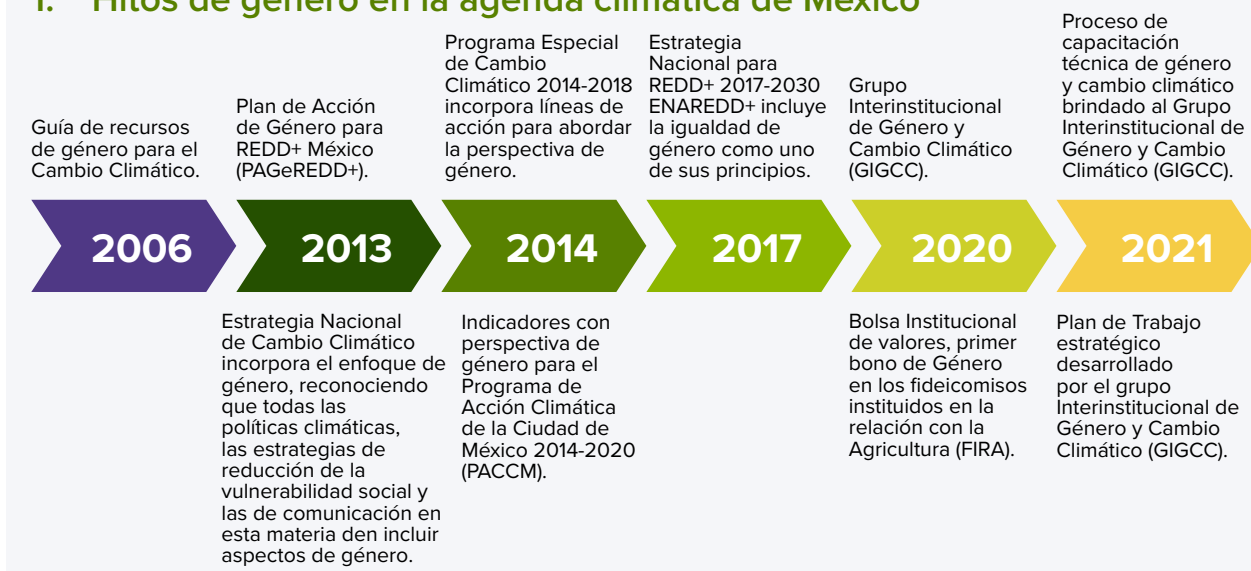 1. Hitos de género en la agenda climática de México
Guía de recursos
de género para el
Cambio Climático.
Plan de Acción
de Género para
REDD+ México
(PAGeREDD+).
Programa Especial
de Cambio
Climático 2014-2018
incorpora líneas de
acción para abordar
la perspectiva de
género.
Estrategia
Nacional para
REDD+ 2017-2030
ENAREDD+ incluye
la igualdad de
género como uno
de sus principios.
Grupo
Interinstitucional
de Género y
Cambio Climático
(GIGCC).
Proceso de
capacitación
técnica de género
y cambio climático
brindado al Grupo
Interinstitucional de
Género y Cambio
Climático (GIGCC).
2006
2013
2014
2017
2020
2021
Estrategia Nacional
de Cambio Climático
incorpora el enfoque de
género, reconociendo
que todas las
políticas climáticas,
las estrategias de
reducción de la
vulnerabilidad social y
las de comunicación en
esta materia den incluir
aspectos de género.
Indicadores con
perspectiva de
género para el
Programa de
Acción Climática
de la Ciudad de
México 2014-2020
(PACCM).
Bolsa Institucional
de valores, primer
bono de Género
en los fideicomisos
instituidos en la
relación con la
Agricultura (FIRA).
Plan de Trabajo
estratégico
desarrollado
por el grupo
Interinstitucional de
Género y Cambio
Climático (GIGCC).